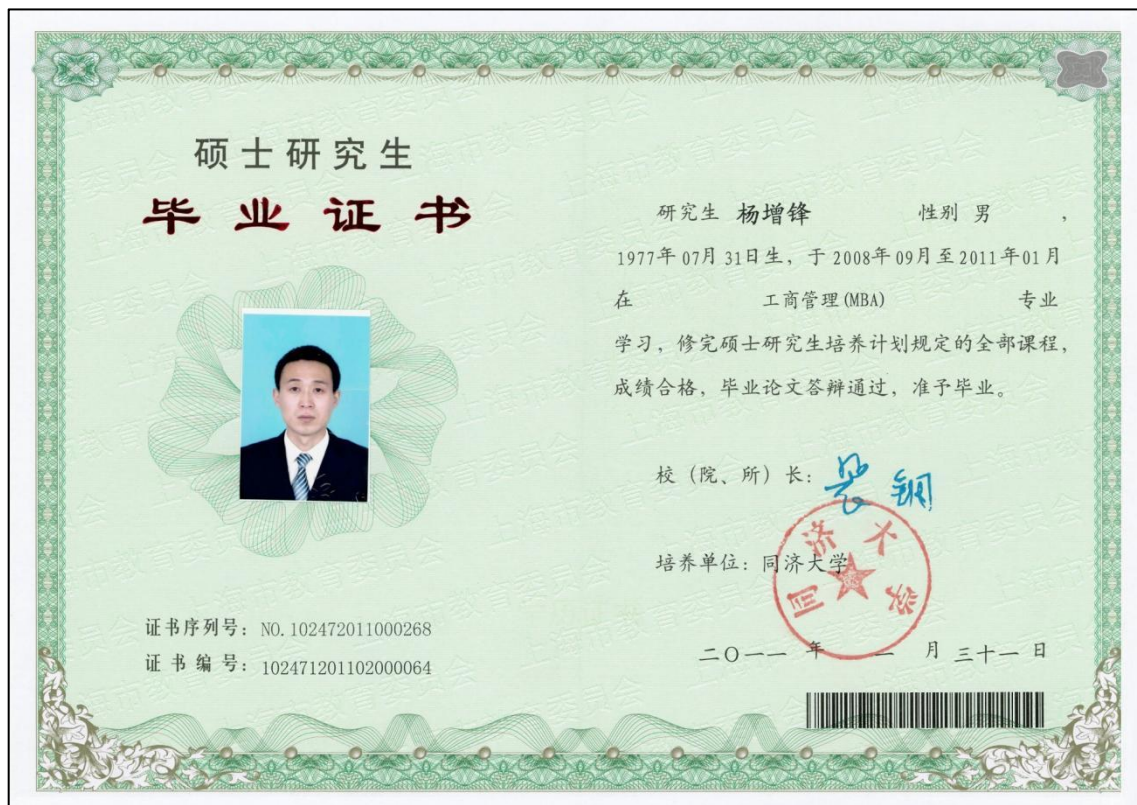 硕士研究生
毕业证书
证书序列号：NO.102472011000268
证书编号：102471201102000064
研究生 杨增锋 性别 男 ，
1977年07月31日生，于2008年09月至2011年01月
在 工商管理(MBA) 专业
学习，修完硕士研究生培养计划规定的全部课程，
成绩合格，毕业论文答辩通过，准予毕业。
校（院、所）长：
培养单位：同济大学
同济大学
二〇一一 年 一 月 三十一 日